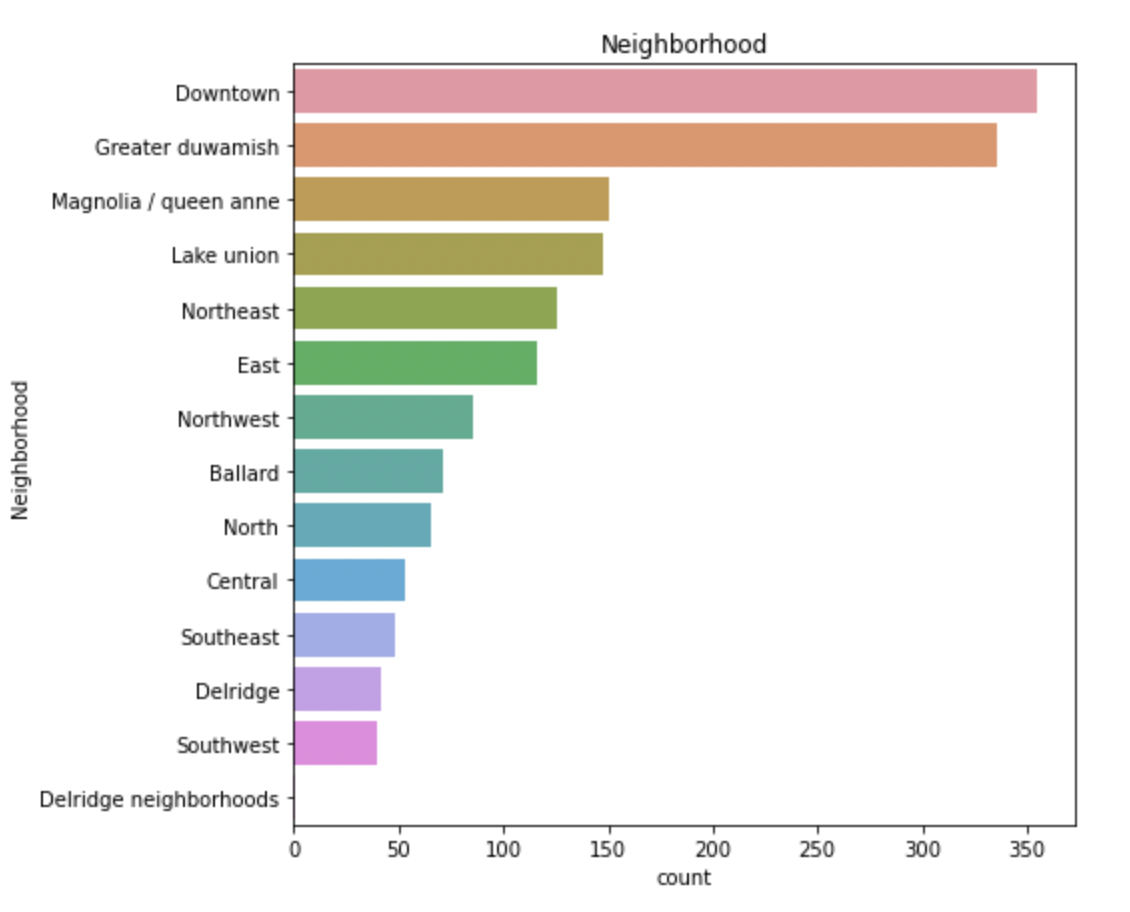 Neighborhood
Downtown
Greater duwamish
Magnolia / queen anne
Lake union
Northeast
East
Northwest
Ballard
North
Central
Southeast
Delridge
Southwest
Delridge neighborhoods
Neighborhood
0 50 100 150 200 250 300 350
count